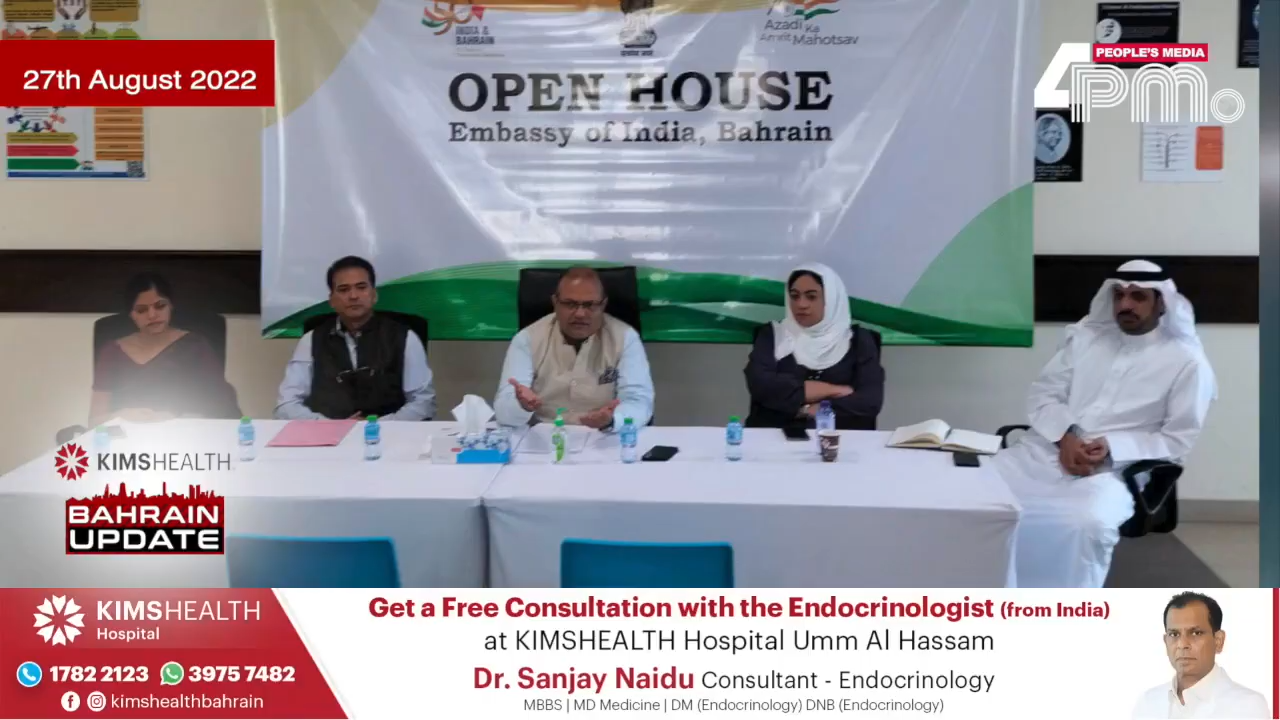 27th August 2022
INDIA &
BAHRAIN
Azadi Ka
Amrit Mahotsav
PEOPLE'S MEDIA
4PM
OPEN HOUSE
Embassy of India, Bahrain
KIMSHEALTH
BAHRAIN
UPDATE
KIMSHEALTH
Hospital
1782 2123 3975 7482
kimshealthbahrain
Get a Free Consultation with the Endocrinologist (from India)
at KIMSHEALTH Hospital Umm Al Hassam
Dr. Sanjay Naidu Consultant - Endocrinology
MBBS | MD Medicine | DM (Endocrinology) DNB (Endocrinology)